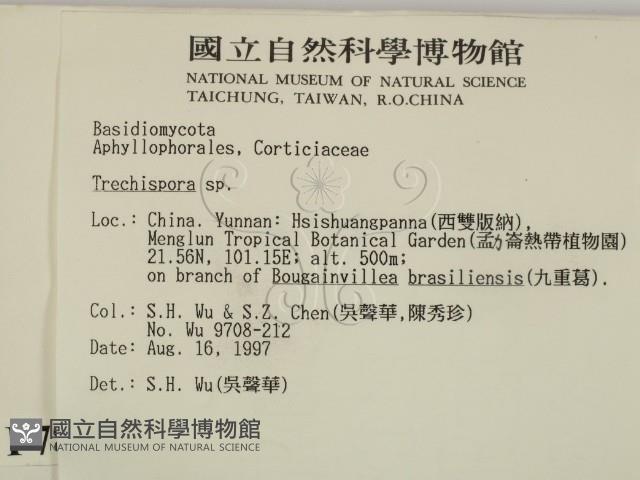 國立自然科學博物館
NATIONAL MUSEUM OF NATURAL SCIENCE
TAICHUNG, TAIWAN, R.O.CHINA
Basidiomycota
Aphyllophorales, Corticiaceae
Trechispora sp.
Loc.: China. Yunnan: Hsishuangpanna(西雙版納),
Menglun Tropical Botanical Garden(勐崙熱帶植物園)
21.56N, 101.15E; alt. 500m;
on branch of Bougainvillea brasiliensis(九重葛).
Col.: S.H. Wu & S.Z. Chen(吳聲華,陳秀珍)
No. Wu 9708-212
Date: Aug. 16, 1997
Det.: S.H. Wu(吳聲華)
國立自然科學博物館
NATIONAL MUSEUM OF NATURAL SCIENCE